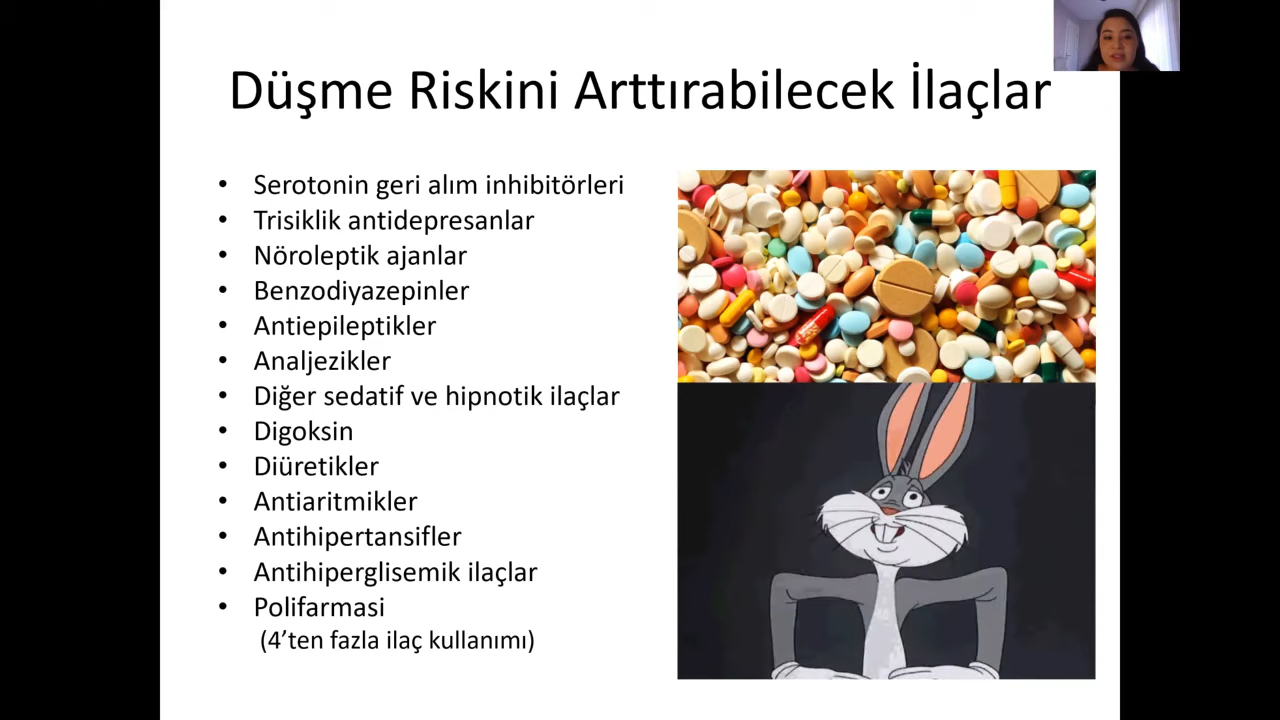 Düşme Riskini Arttırabilecek İlaçlar
• Serotonin geri alım inhibitörleri
• Trisiklik antidepresanlar
• Nöroleptik ajanlar
• Benzodiyazepinler
• Antiepileptikler
• Analjezikler
• Diğer sedatif ve hipnotik ilaçlar
• Digoksin
• Diüretikler
• Antiaritmikler
• Antihipertansifler
• Antihiperglisemik ilaçlar
• Polifarmasi
(4’ten fazla ilaç kullanımı)